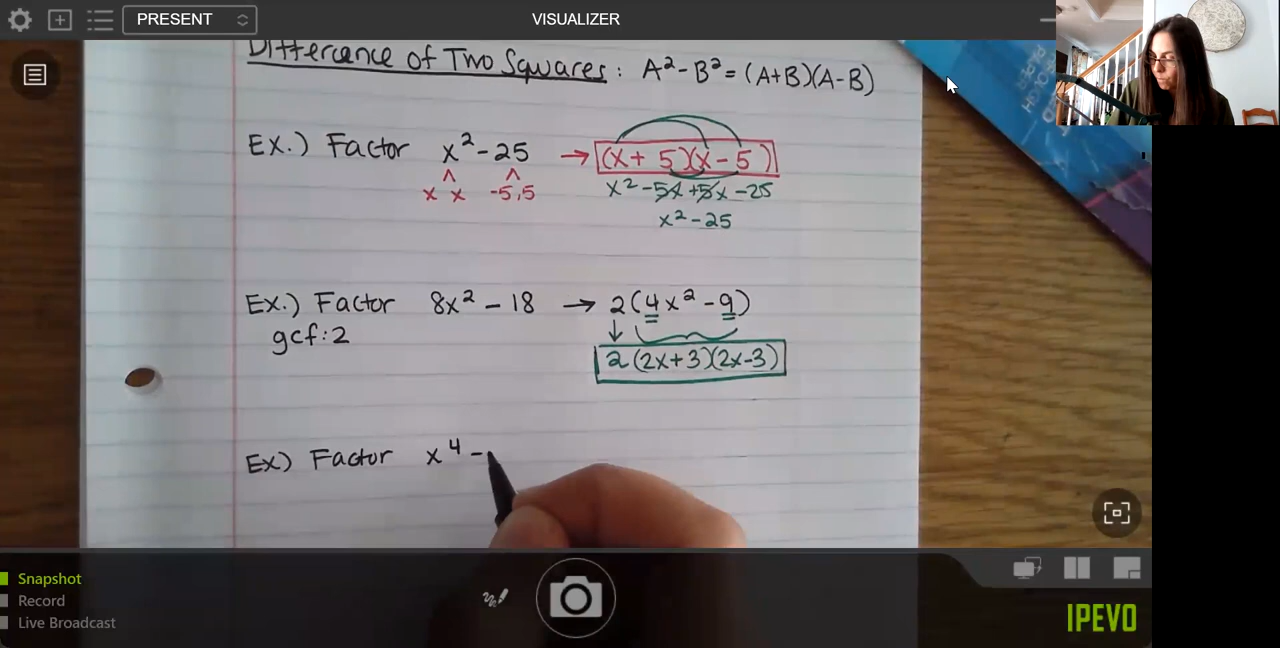 PRESENT
VISUALIZER
Difference of Two Squares: A² - B² = (A+B)(A-B)
Ex.) Factor x² - 25 → (x + 5)(x - 5)
x x -5,5
x² - 5x + 5x - 25
x² - 25
Ex.) Factor 8x² - 18 → 2(4x² - 9)
gcf: 2
↓
2(2x+3)(2x-3)
Ex) Factor x⁴ -
Snapshot
Record
Live Broadcast
IPEVO